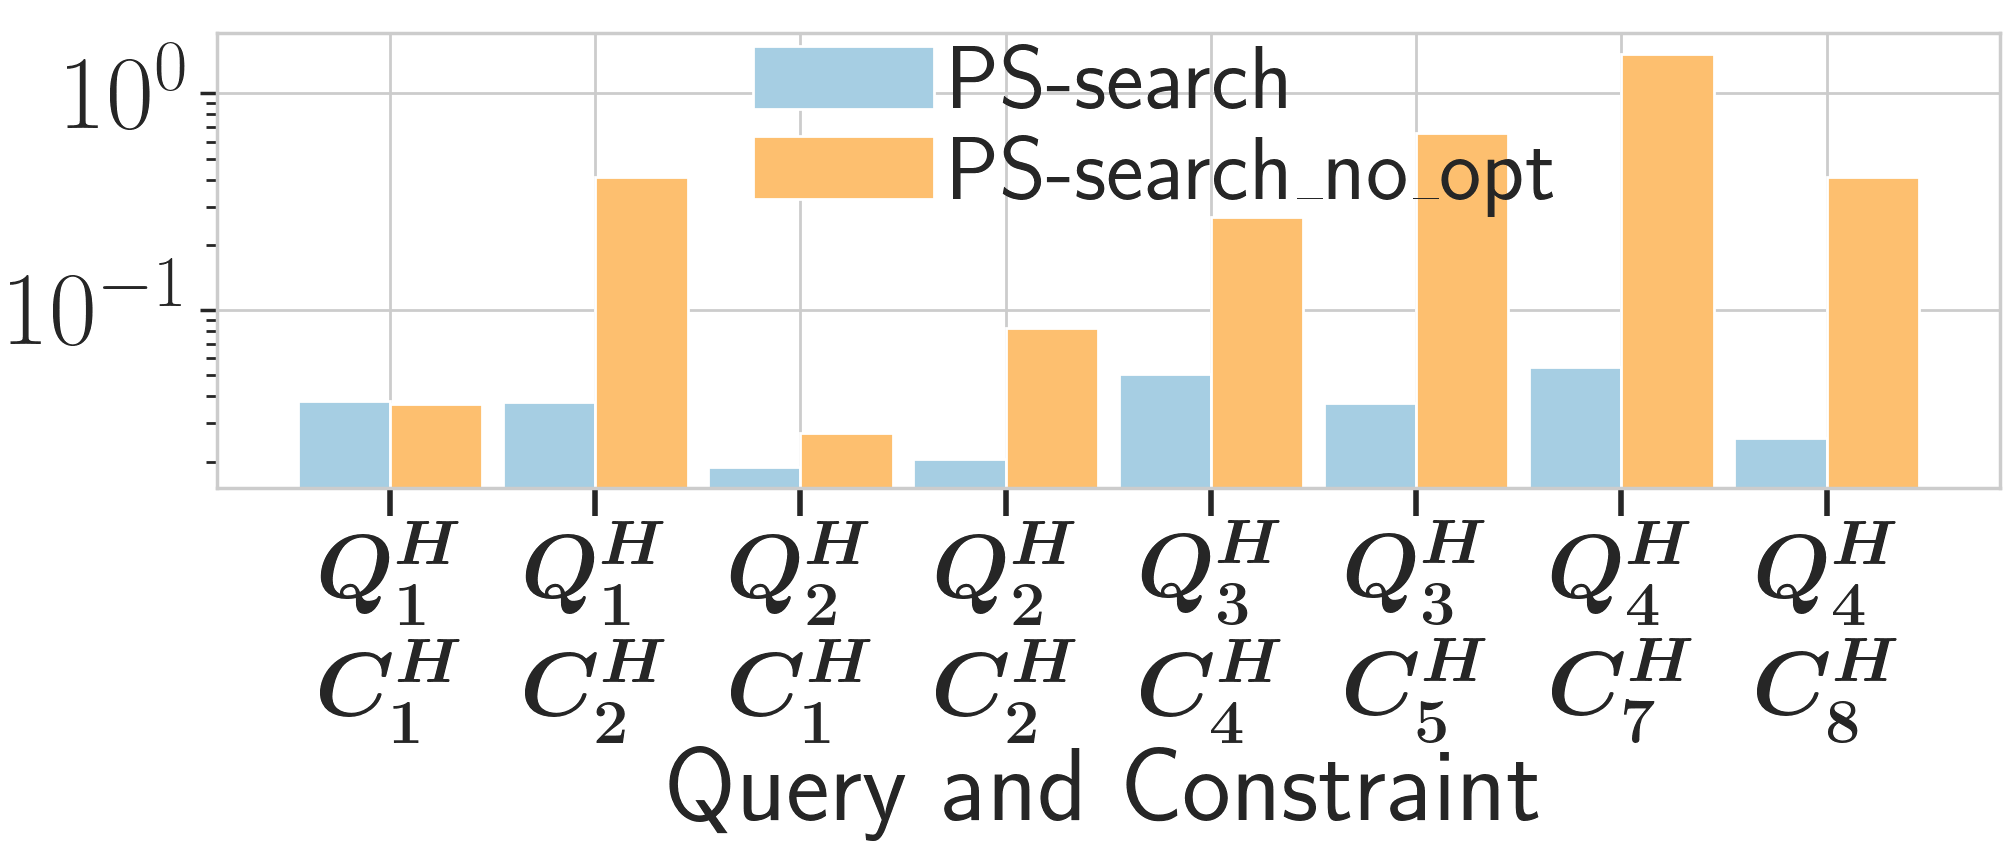 10^0
PS-search
PS-search_no_opt
10^{-1}
Q_1^H Q_1^H Q_2^H Q_2^H Q_3^H Q_3^H Q_4^H Q_4^H
C_1^H C_2^H C_1^H C_2^H C_4^H C_5^H C_7^H C_8^H
Query and Constraint